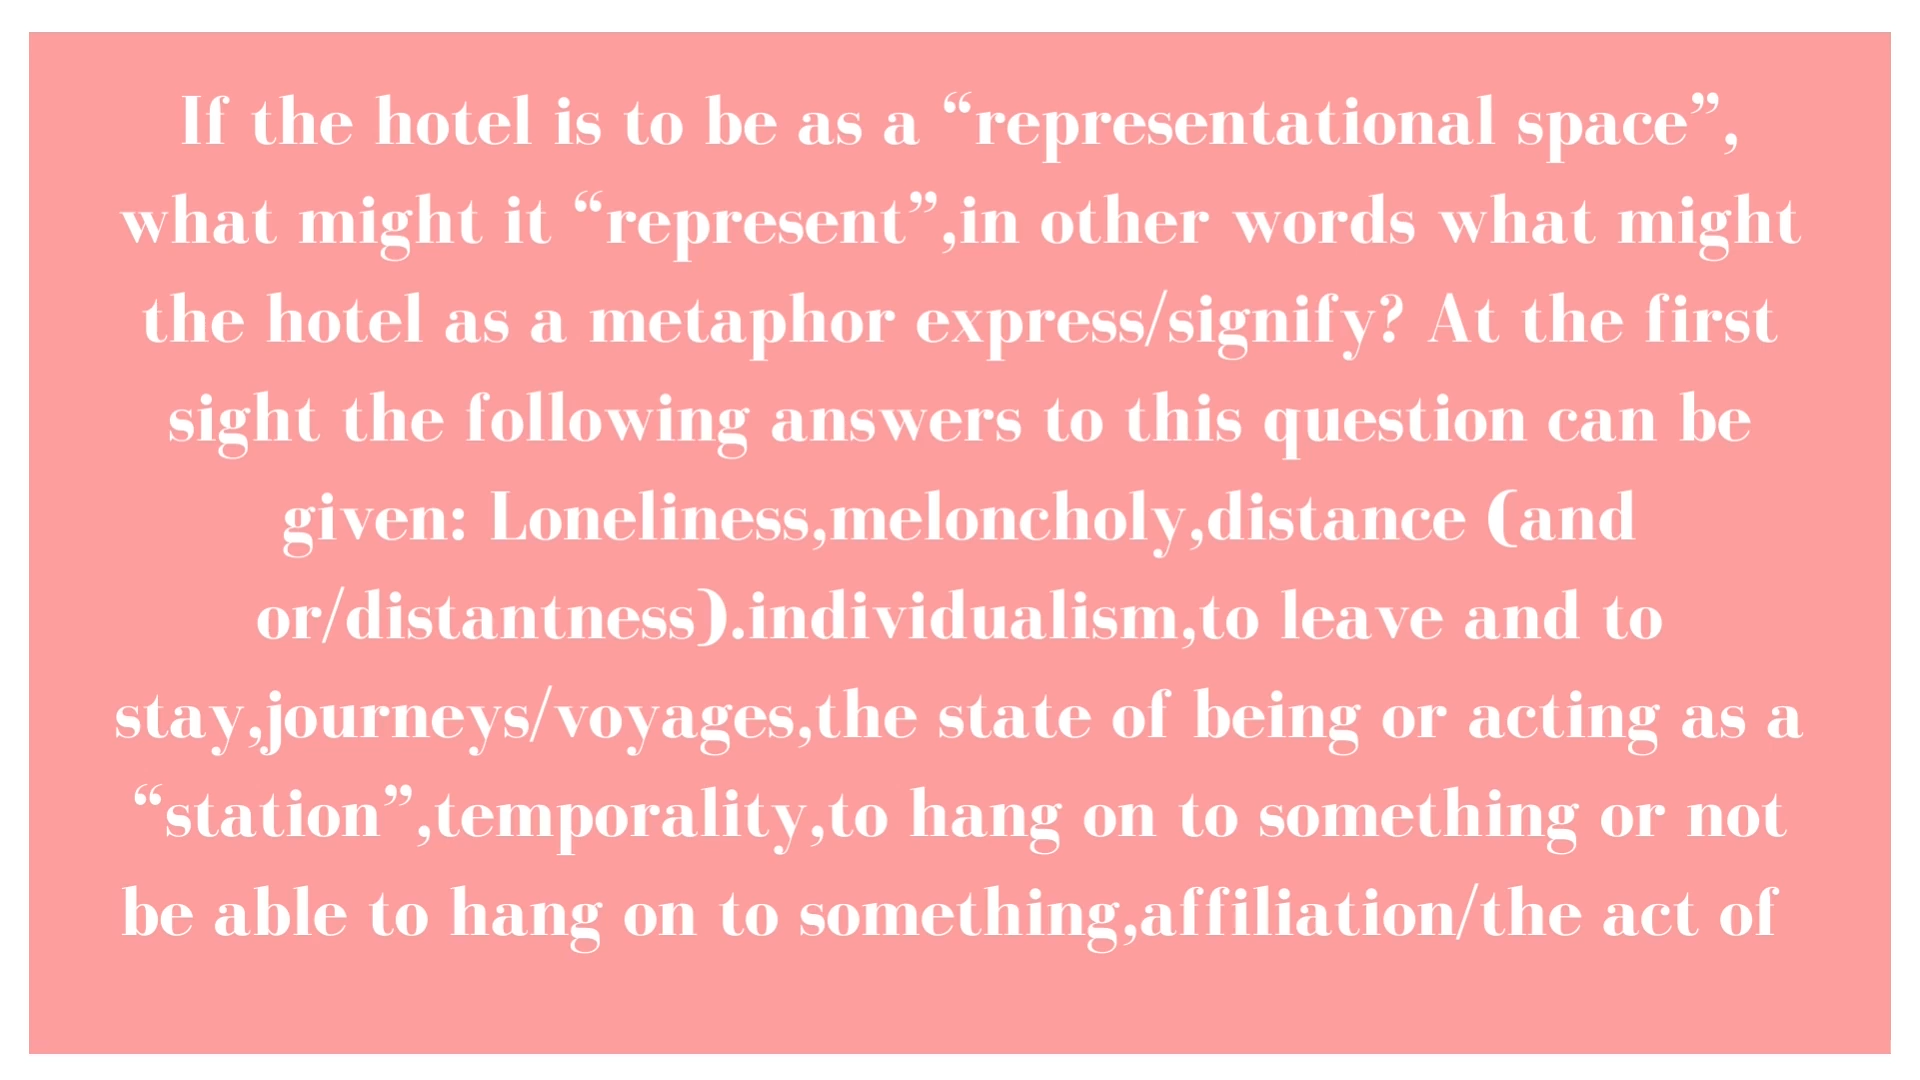 If the hotel is to be as a “representational space”,
what might it “represent”,in other words what might
the hotel as a metaphor express/signify? At the first
sight the following answers to this question can be
given: Loneliness,meloncholy,distance (and
or/distantness).individualism,to leave and to
stay,journeys/voyages,the state of being or acting as a
“station”,temporality,to hang on to something or not
be able to hang on to something,affiliation/the act of